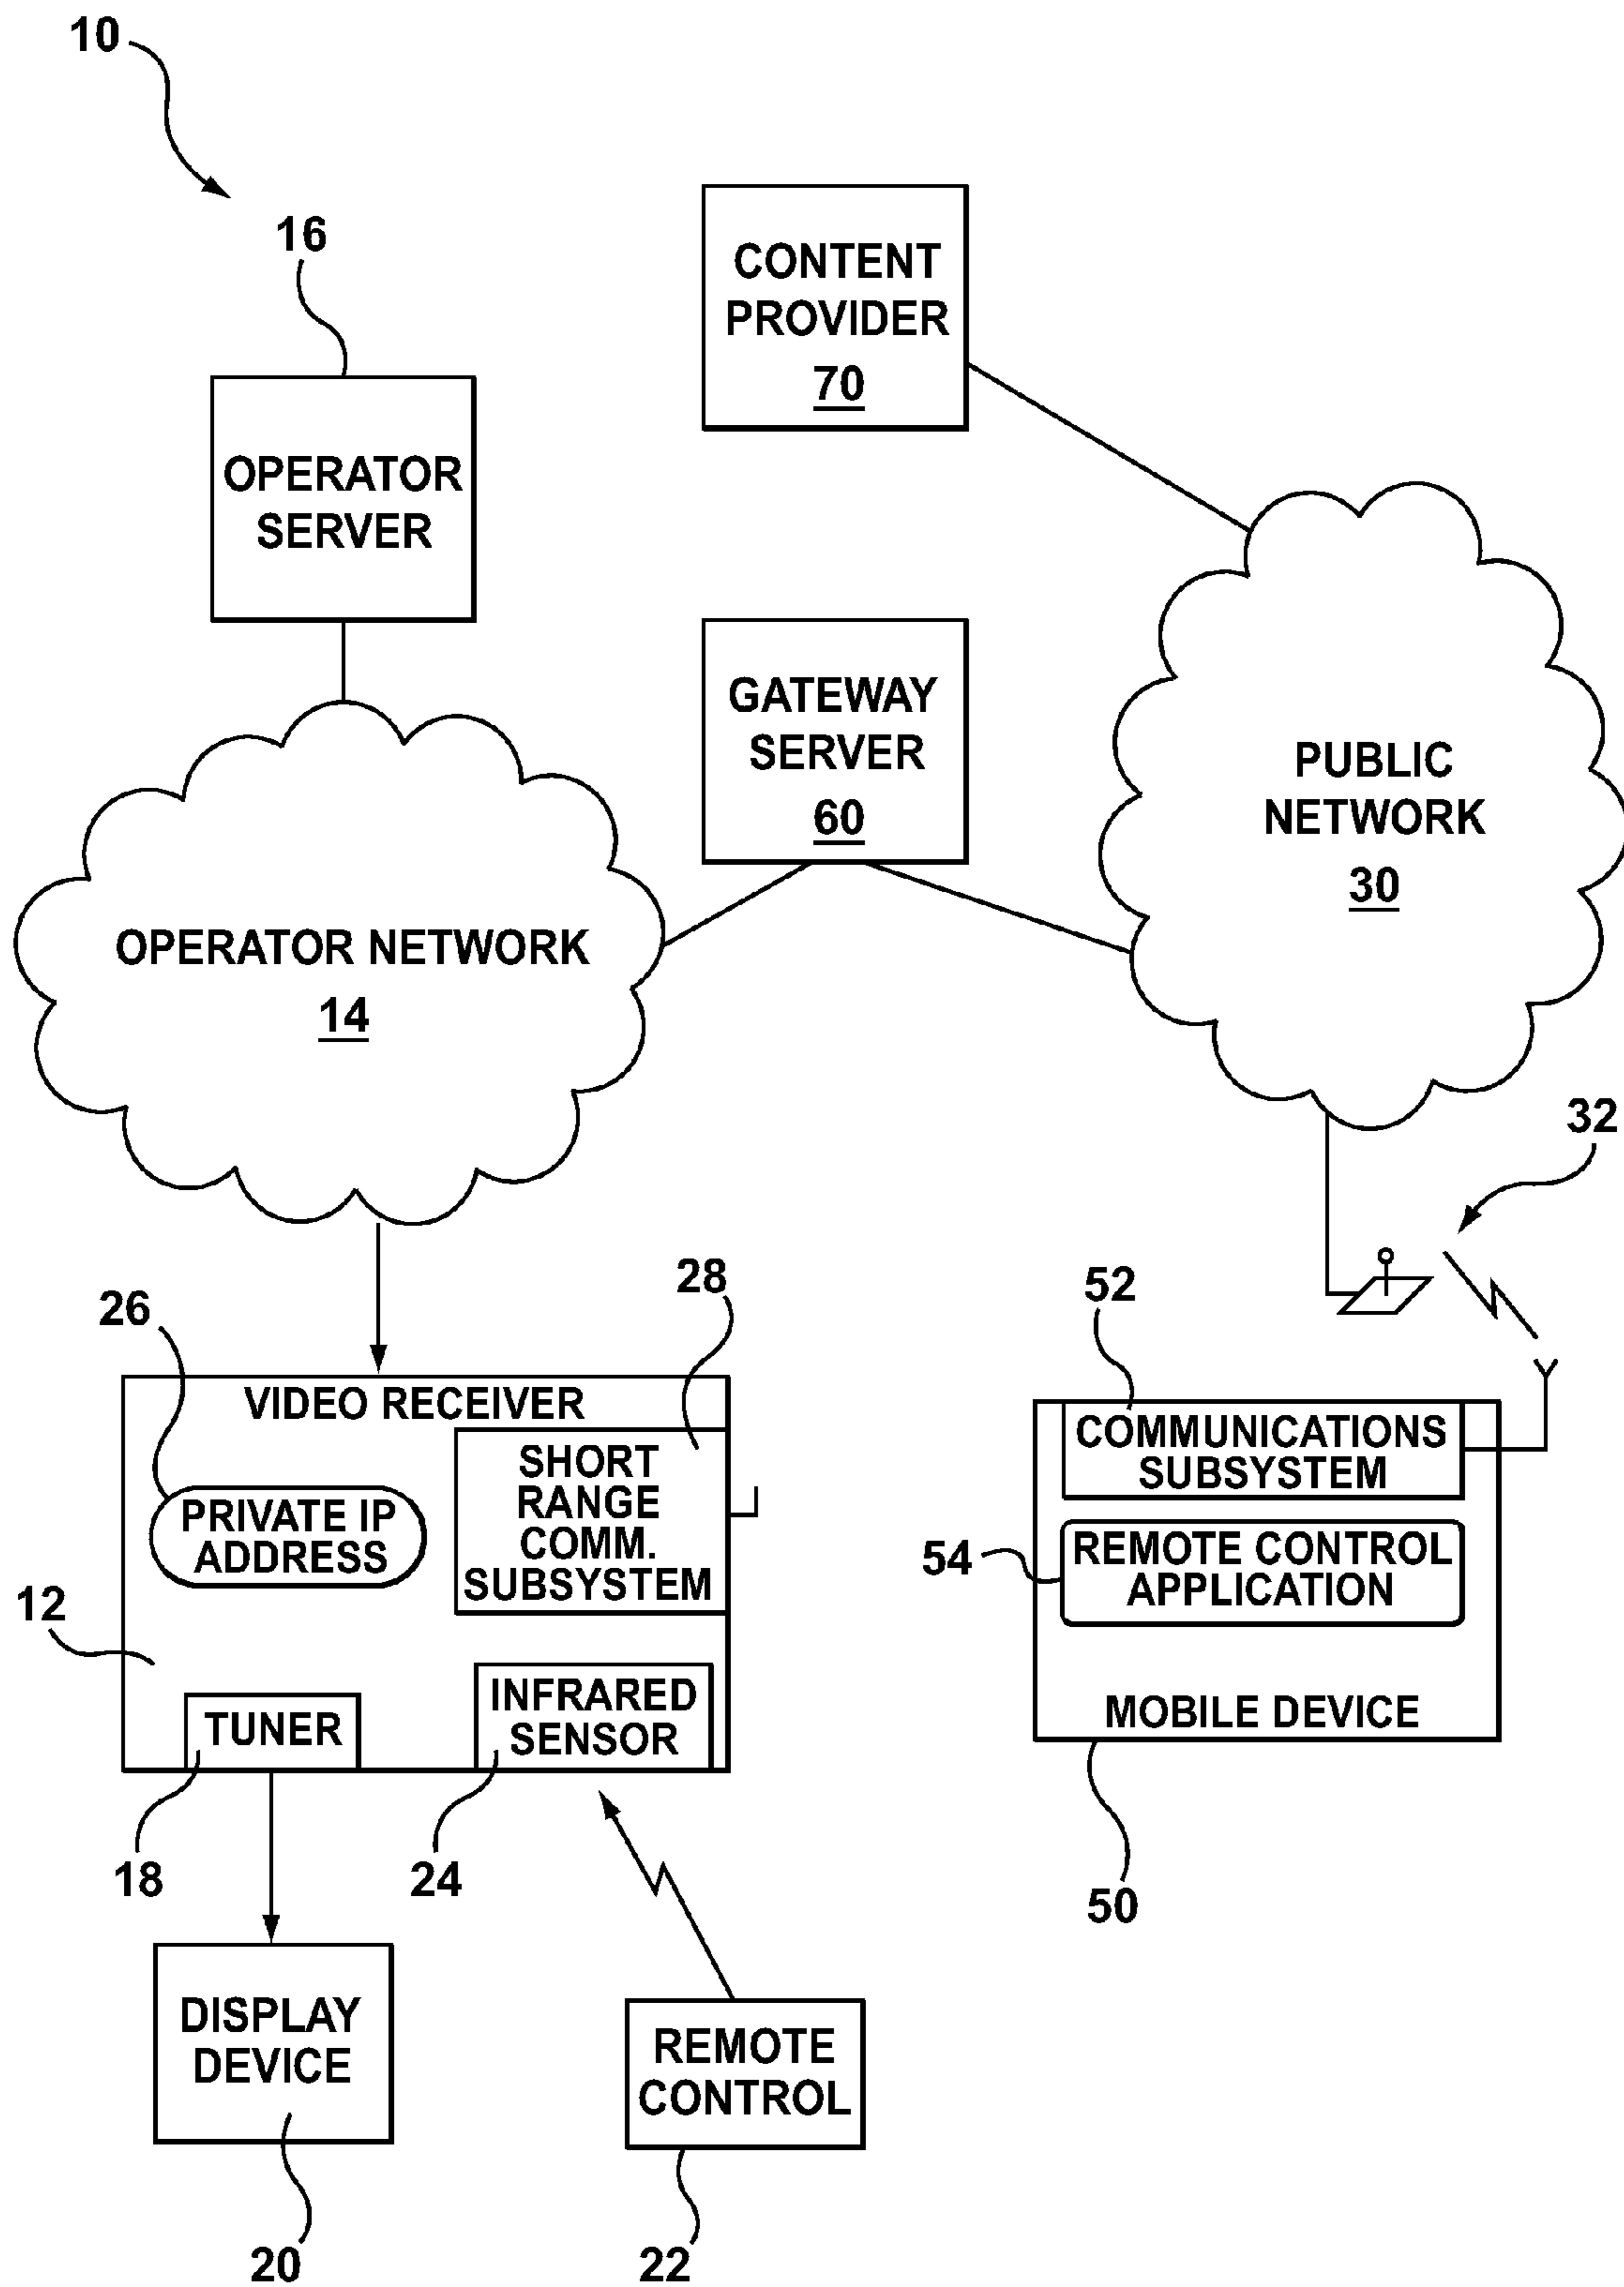 10
16
CONTENT
PROVIDER
70
OPERATOR
SERVER
GATEWAY
SERVER
60
PUBLIC
NETWORK
30
OPERATOR NETWORK
14
32
26
28
52
VIDEO RECEIVER
SHORT
RANGE
COMM.
SUBSYSTEM
PRIVATE IP
ADDRESS
COMMUNICATIONS
SUBSYSTEM
54
REMOTE CONTROL
APPLICATION
12
TUNER
INFRARED
SENSOR
MOBILE DEVICE
18
24
50
DISPLAY
DEVICE
REMOTE
CONTROL
20
22